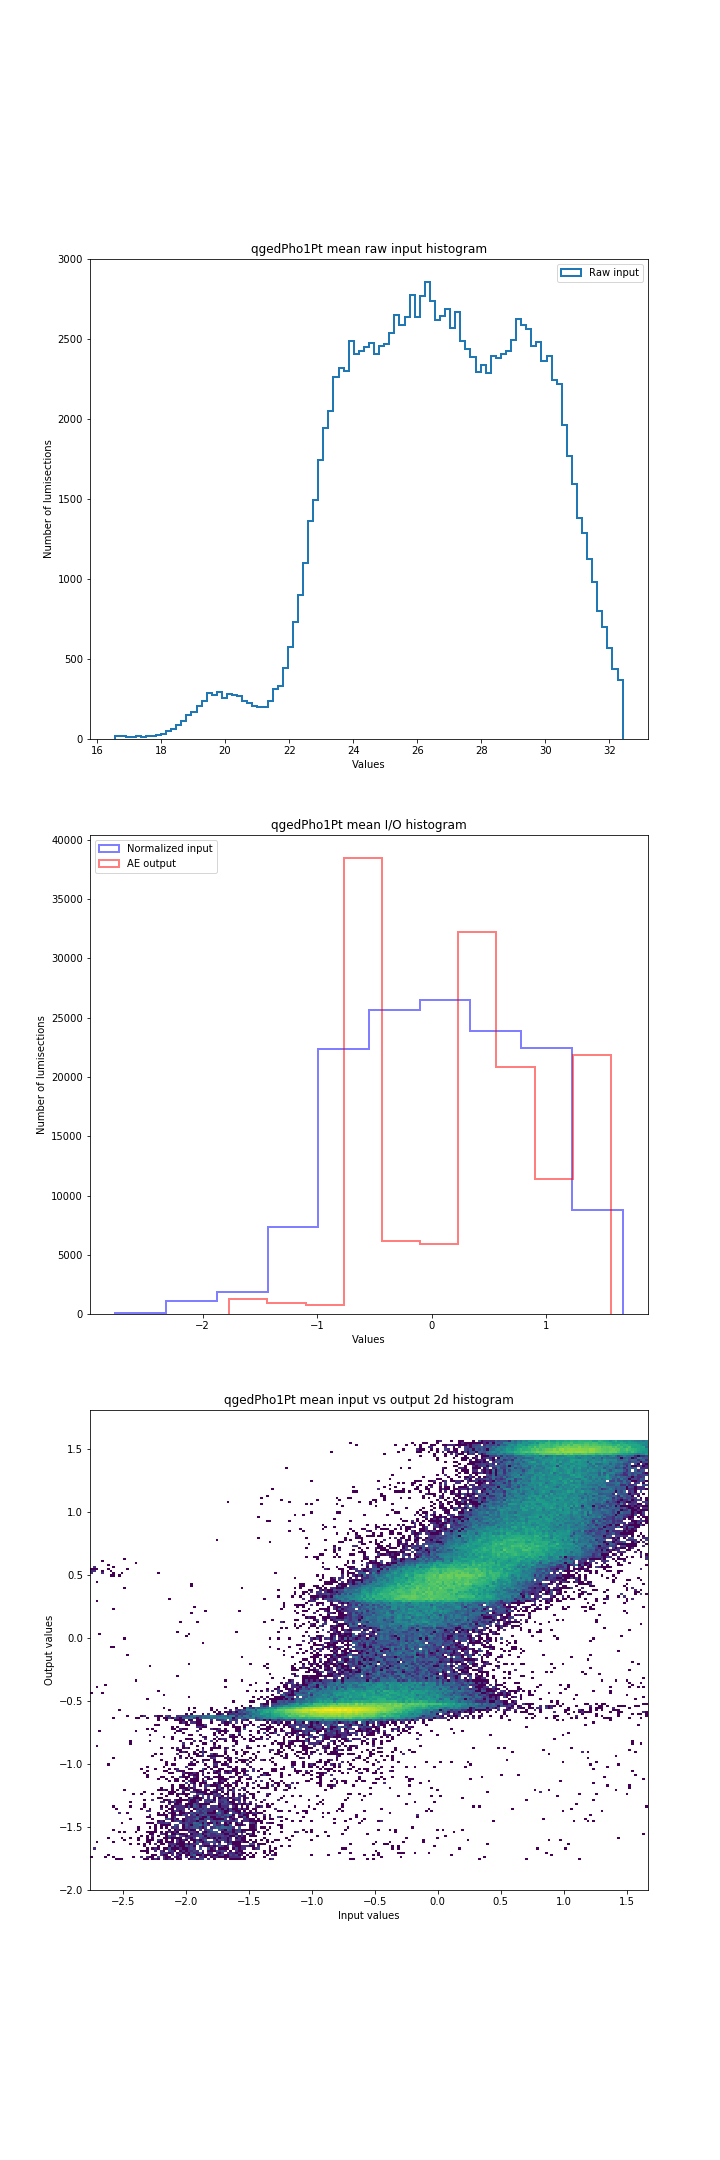 qgedPho1Pt mean raw input histogram
3000
Raw input
2500
2000
Number of lumisections
1500
1000
500
0
16 18 20 22 24 26 28 30 32
Values
qgedPho1Pt mean I/O histogram
40000
Normalized input
AE output
35000
30000
25000
Number of lumisections
20000
15000
10000
5000
0
−2 −1 0 1
Values
qgedPho1Pt mean input vs output 2d histogram
1.5
1.0
0.5
0.0
Output values
−0.5
−1.0
−1.5
−2.0
−2.5 −2.0 −1.5 −1.0 −0.5 0.0 0.5 1.0 1.5
Input values